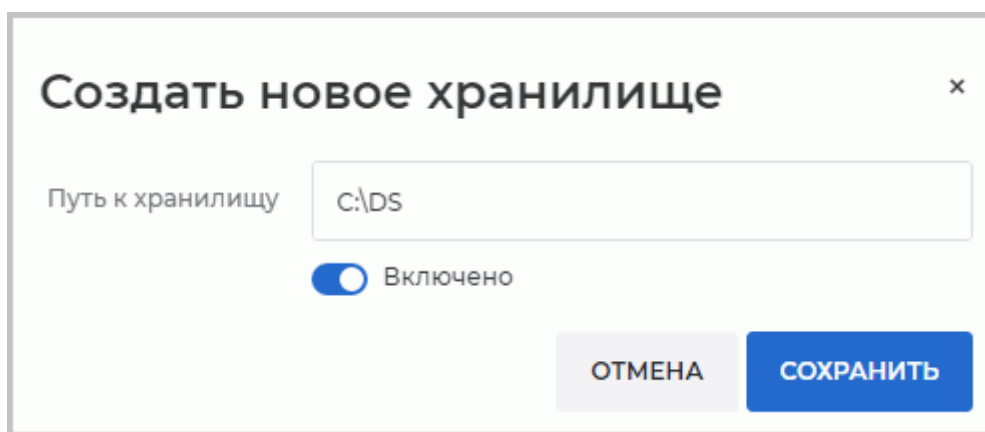 Создать новое хранилище ×
Путь к хранилищу C:\DS
Включено
ОТМЕНА СОХРАНИТЬ